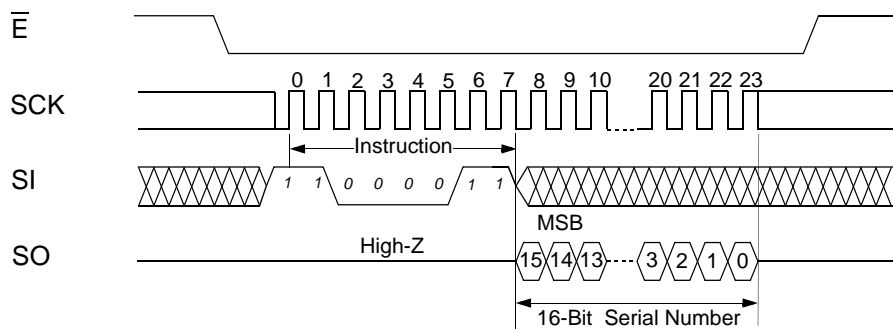 E
SCK
0 1 2 3 4 5 6 7 8 9 10 20 21 22 23
Instruction
SI
1 1 0 0 0 0 1 1
MSB
SO
High-Z
15 14 13 3 2 1 0
16-Bit Serial Number